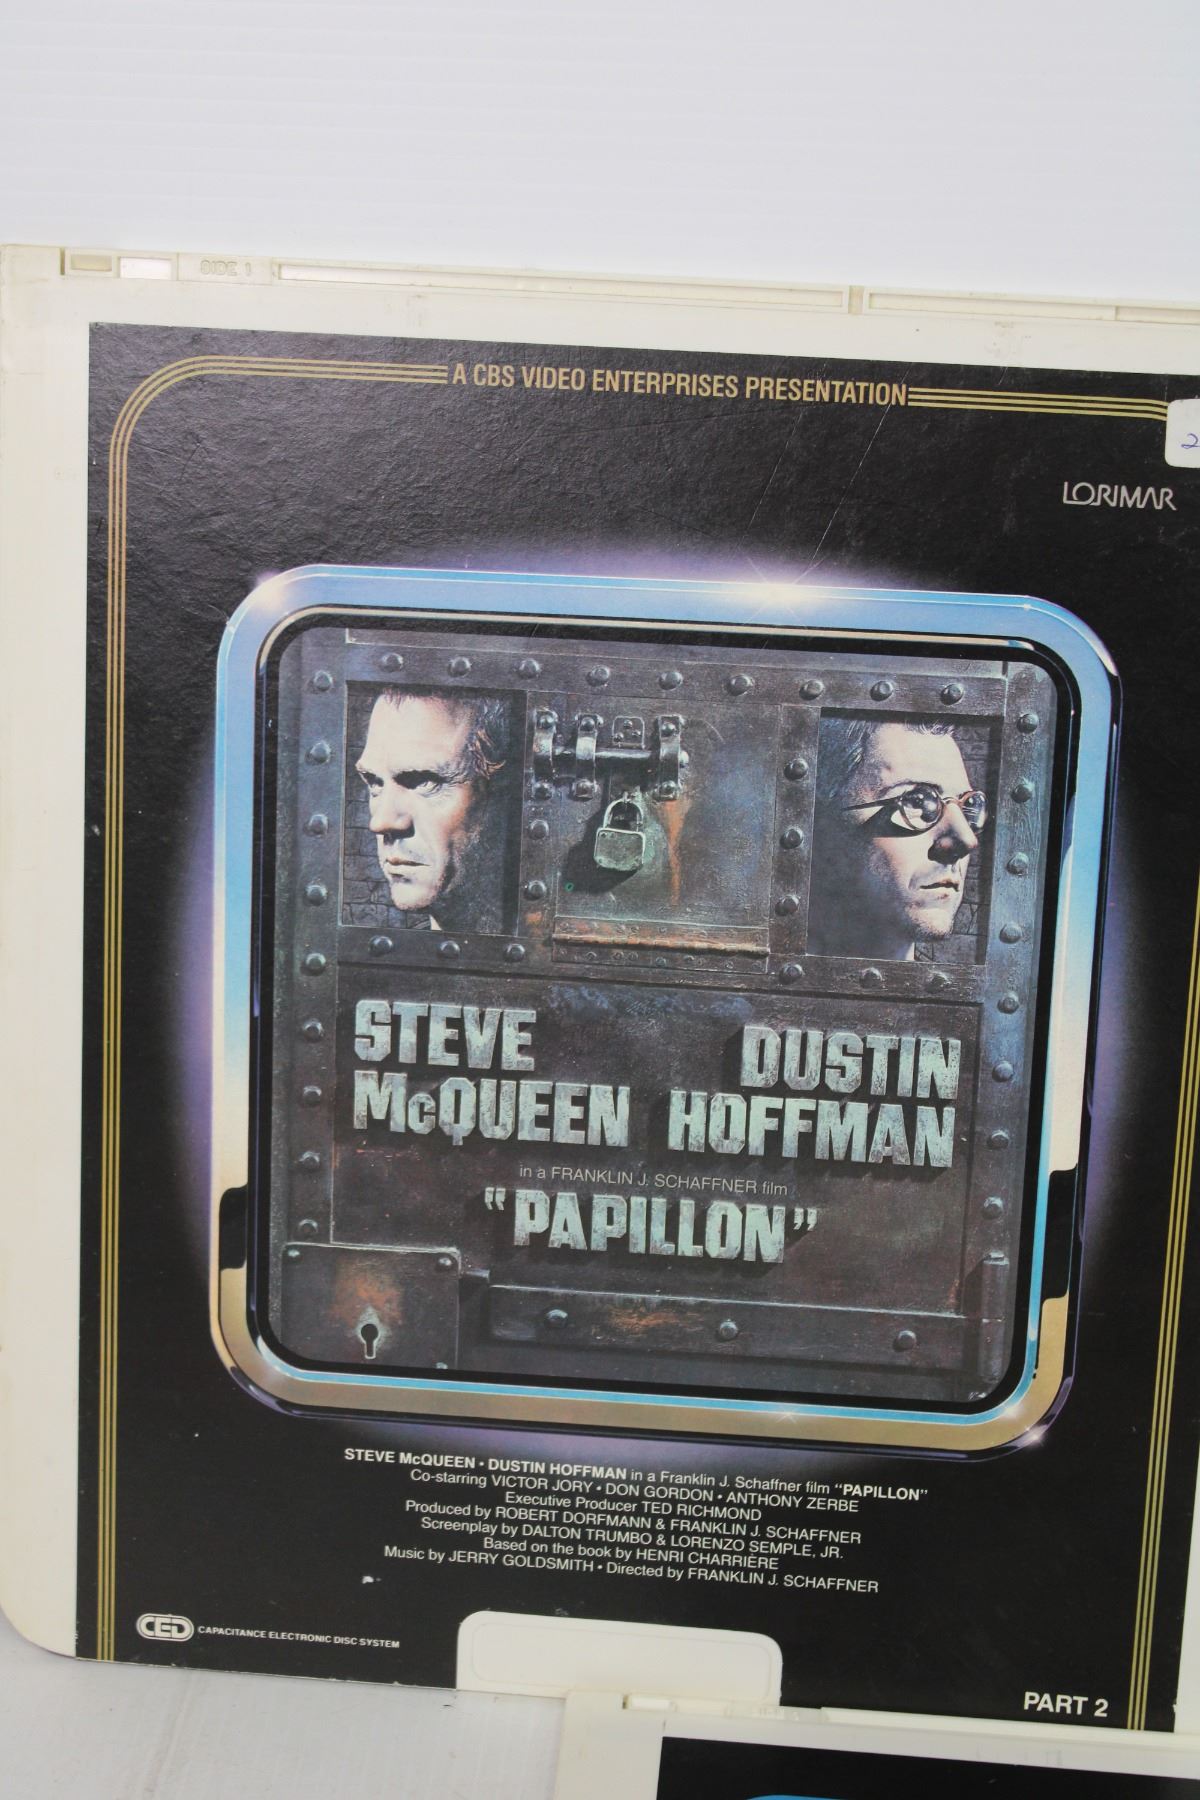 SIDE 1
A CBS VIDEO ENTERPRISES PRESENTATION
2
LORIMAR
STEVE DUSTIN
McQUEEN HOFFMAN
in a FRANKLIN J. SCHAFFNER film
"PAPILLON"
STEVE McQUEEN • DUSTIN HOFFMAN in a Franklin J. Schaffner film "PAPILLON"
Co-starring VICTOR JORY • DON GORDON • ANTHONY ZERBE
Executive Producer TED RICHMOND
Produced by ROBERT DORFMANN & FRANKLIN J. SCHAFFNER
Screenplay by DALTON TRUMBO & LORENZO SEMPLE, JR.
Based on the book by HENRI CHARRIÈRE
Music by JERRY GOLDSMITH • Directed by FRANKLIN J. SCHAFFNER
CED CAPACITANCE ELECTRONIC DISC SYSTEM
PART 2